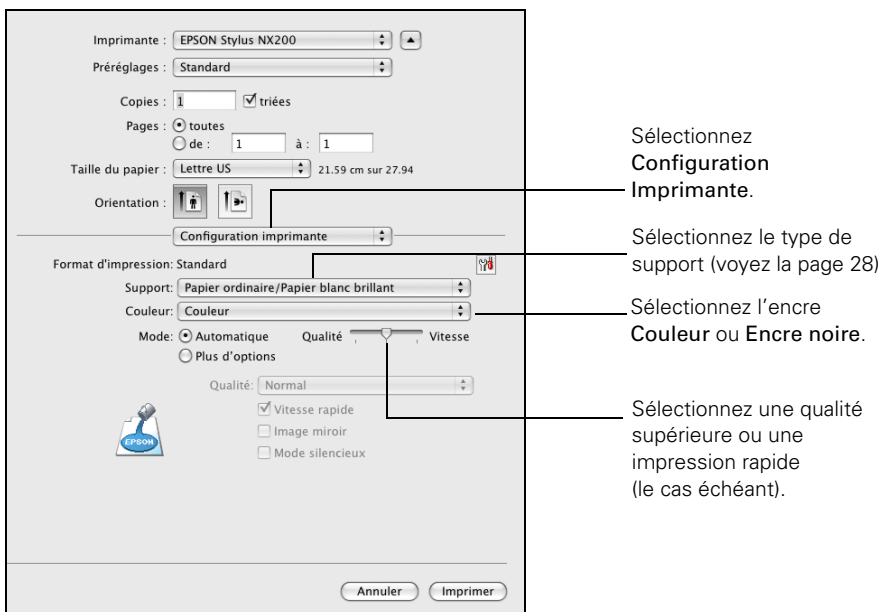 Imprimante : EPSON Stylus NX200
Préréglages : Standard
Copies : 1 triées
Pages : toutes
de : 1 à : 1
Taille du papier : Lettre US 21.59 cm sur 27.94
Orientation :
Configuration imprimante
Format d'impression: Standard
Support: Papier ordinaire/Papier blanc brillant
Couleur: Couleur
Mode: Automatique Qualité Vitesse
Plus d'options
Qualité: Normal
Vitesse rapide
Image miroir
Mode silencieux
EPSON
Annuler Imprimer
Sélectionnez
Configuration
Imprimante.
Sélectionnez le type de
support (voyez la page 28)
Sélectionnez l'encre
Couleur ou Encre noire.
Sélectionnez une qualité
supérieure ou une
impression rapide
(le cas échéant).